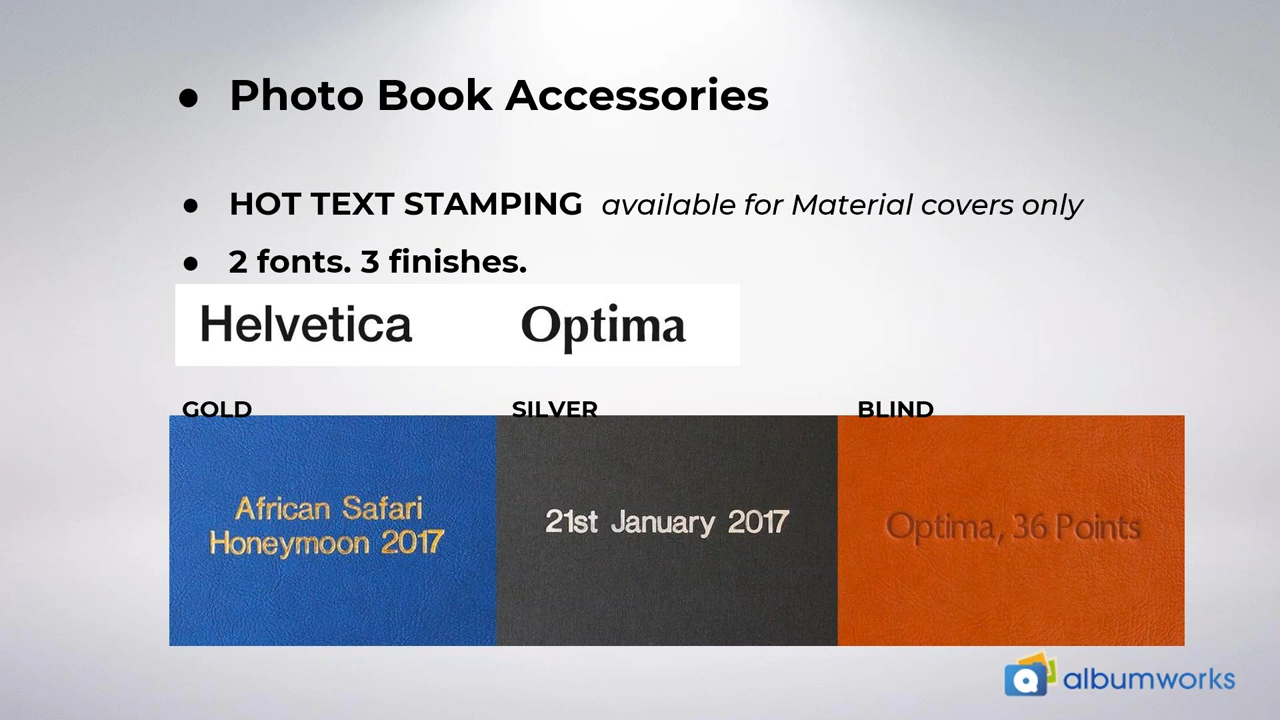 Photo Book Accessories
HOT TEXT STAMPING available for Material covers only
2 fonts. 3 finishes.
Helvetica Optima
GOLD SILVER BLIND
African Safari
Honeymoon 2017
21st January 2017
Optima, 36 Points
albumworks